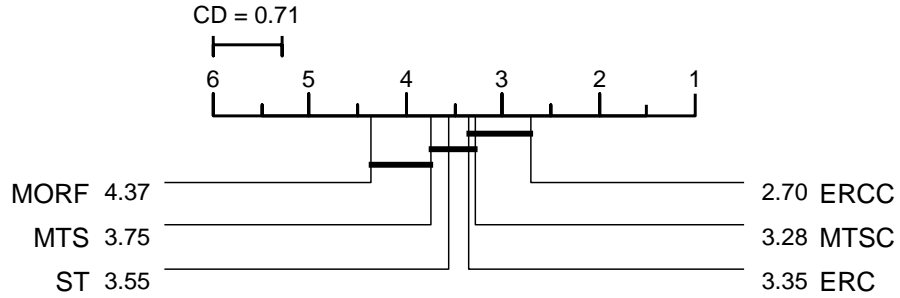 CD = 0.71
6 5 4 3 2 1
MORF 4.37 2.70 ERCC
MTS 3.75 3.28 MTSC
ST 3.55 3.35 ERC